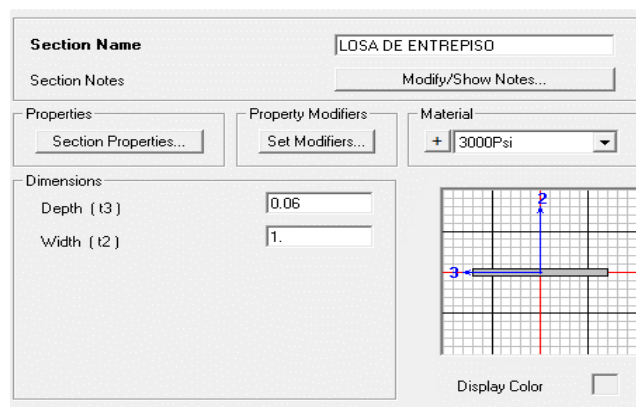 Section Name LOSA DE ENTREPISO
Section Notes Modify/Show Notes...
Properties Property Modifiers Material
Section Properties... Set Modifiers... + 3000Psi
Dimensions
Depth ( t3 ) 0.06
Width ( t2 ) 1.
2
3
Display Color